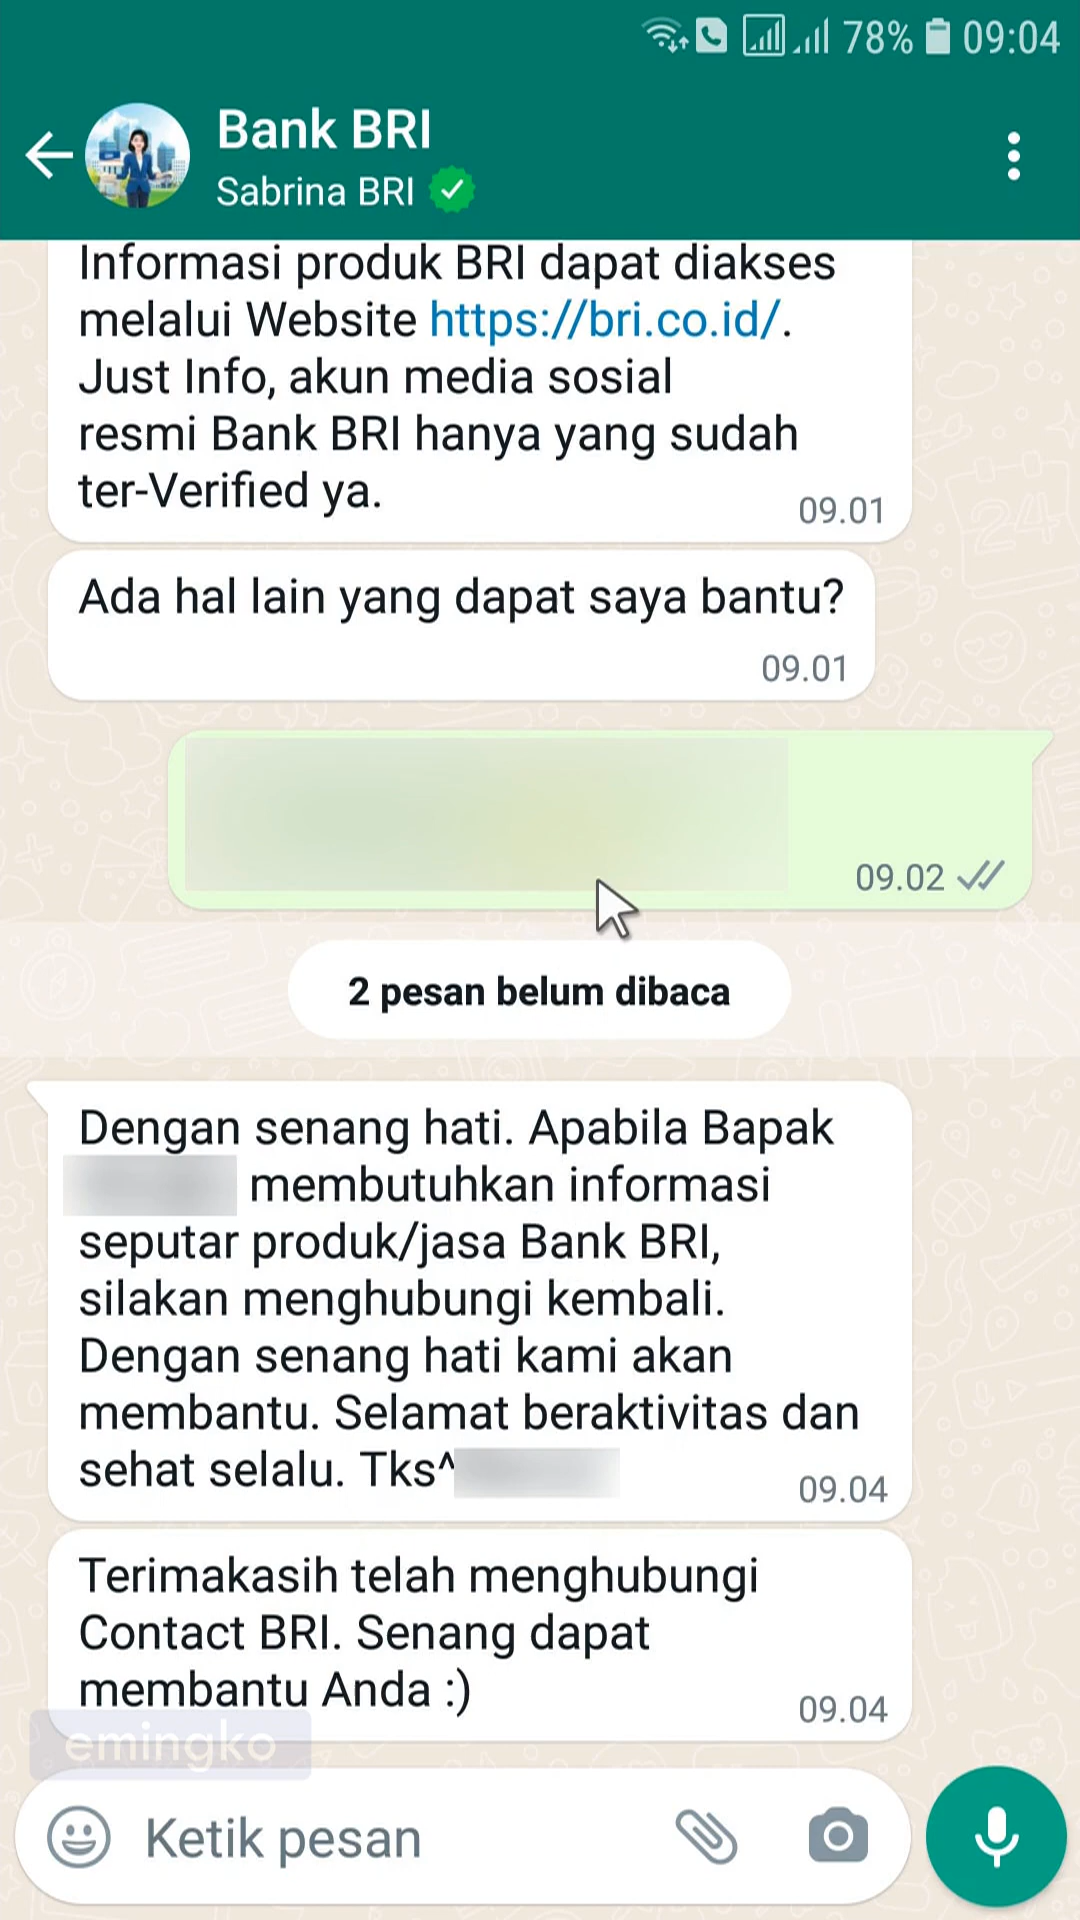 78% 09:04
Bank BRI
Sabrina BRI
Informasi produk BRI dapat diakses
melalui Website https://bri.co.id/.
Just Info, akun media sosial
resmi Bank BRI hanya yang sudah
ter-Verified ya.
09.01
Ada hal lain yang dapat saya bantu?
09.01
09.02
2 pesan belum dibaca
Dengan senang hati. Apabila Bapak
membutuhkan informasi
seputar produk/jasa Bank BRI,
silakan menghubungi kembali.
Dengan senang hati kami akan
membantu. Selamat beraktivitas dan
sehat selalu. Tks^
09.04
Terimakasih telah menghubungi
Contact BRI. Senang dapat
membantu Anda :)
09.04
emingko
Ketik pesan